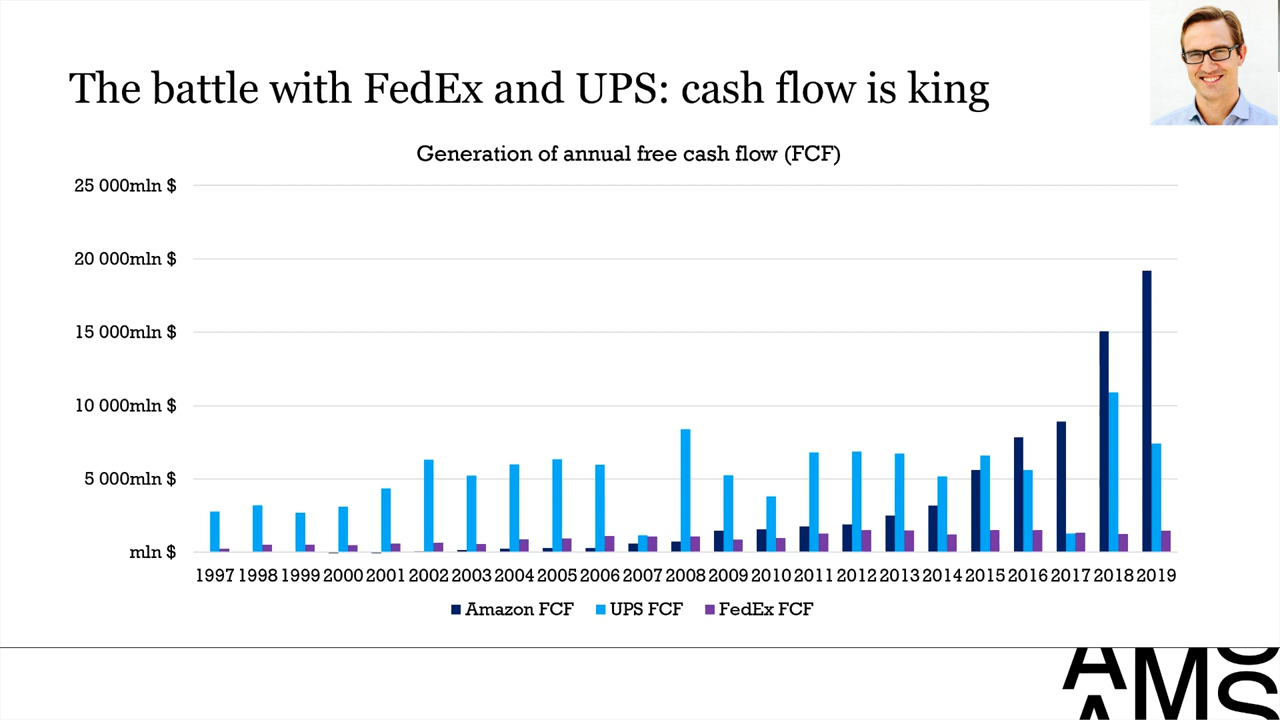 The battle with FedEx and UPS: cash flow is king
Generation of annual free cash flow (FCF)
25 000mln $
20 000mln $
15 000mln $
10 000mln $
5 000mln $
mln $
1997 1998 1999 2000 2001 2002 2003 2004 2005 2006 2007 2008 2009 2010 2011 2012 2013 2014 2015 2016 2017 2018 2019
Amazon FCF UPS FCF FedEx FCF
AMS
AMS